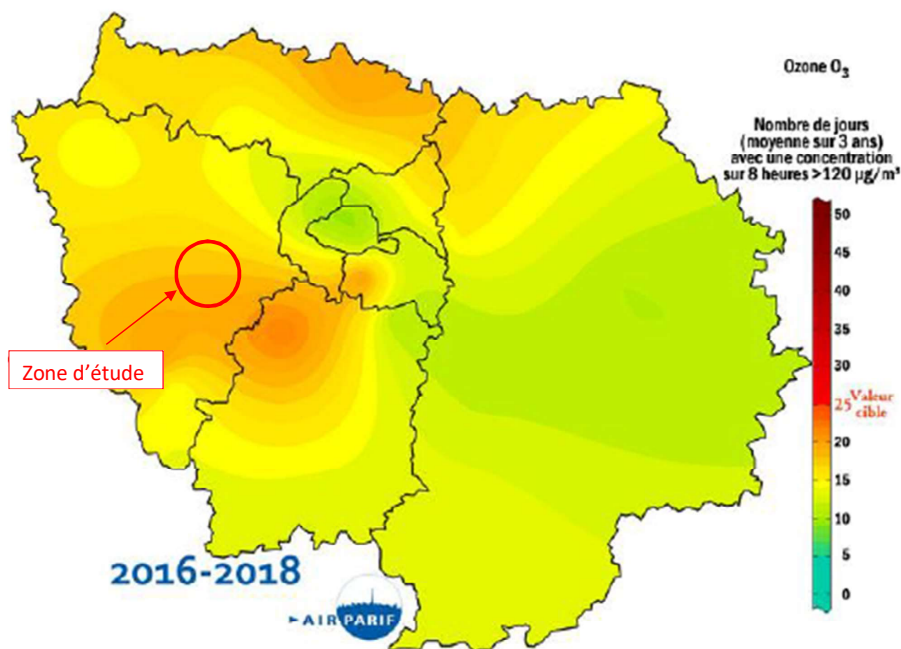 Ozone O₃
Nombre de jours
(moyenne sur 3 ans)
avec une concentration
sur 8 heures >120 µg/m³
50
45
40
35
30
25 Valeur
cible
20
15
10
5
0
Zone d’étude
2016-2018
AIRPARIF